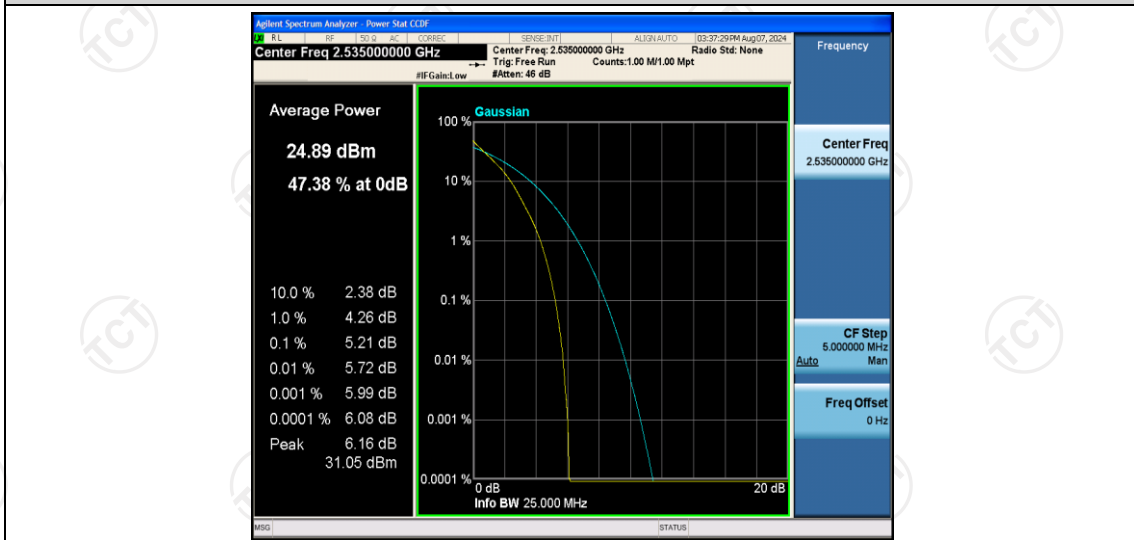 Agilent Spectrum Analyzer - Power Stat CCDF
RL RF 50 Ω AC CORREC SENSE:INT ALIGN AUTO 03:37:29 PM Aug 07, 2024
Center Freq 2.535000000 GHz
Center Freq: 2.535000000 GHz Radio Std: None
Trig: Free Run Counts:1.00 M/1.00 Mpt
#IFGain:Low #Atten: 46 dB
Frequency
Average Power
24.89 dBm
47.38 % at 0dB
10.0 % 2.38 dB
1.0 % 4.26 dB
0.1 % 5.21 dB
0.01 % 5.72 dB
0.001 % 5.99 dB
0.0001 % 6.08 dB
Peak 6.16 dB
31.05 dBm
Gaussian
100 %
10 %
1 %
0.1 %
0.01 %
0.001 %
0.0001 %
0 dB 20 dB
Info BW 25.000 MHz
Center Freq
2.535000000 GHz
CF Step
5.000000 MHz
Auto Man
Freq Offset
0 Hz
MSG STATUS
TCT
TCT
TCT
TCT